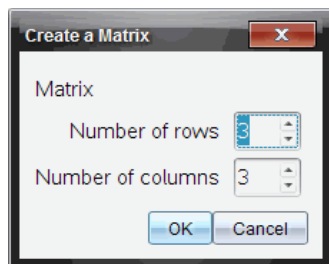 Create a Matrix
Matrix
Number of rows 3
Number of columns 3
OK Cancel